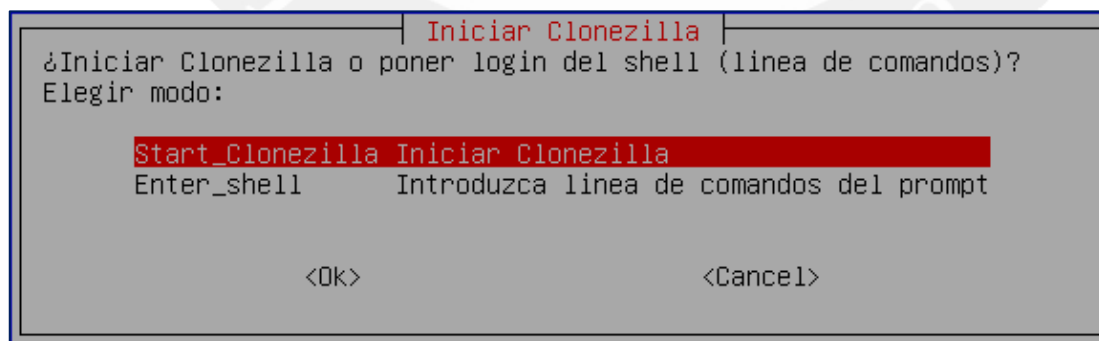 Iniciar Clonezilla
¿Iniciar Clonezilla o poner login del shell (linea de comandos)?
Elegir modo:
Start_Clonezilla Iniciar Clonezilla
Enter_shell Introduzca linea de comandos del prompt
<Ok> <Cancel>